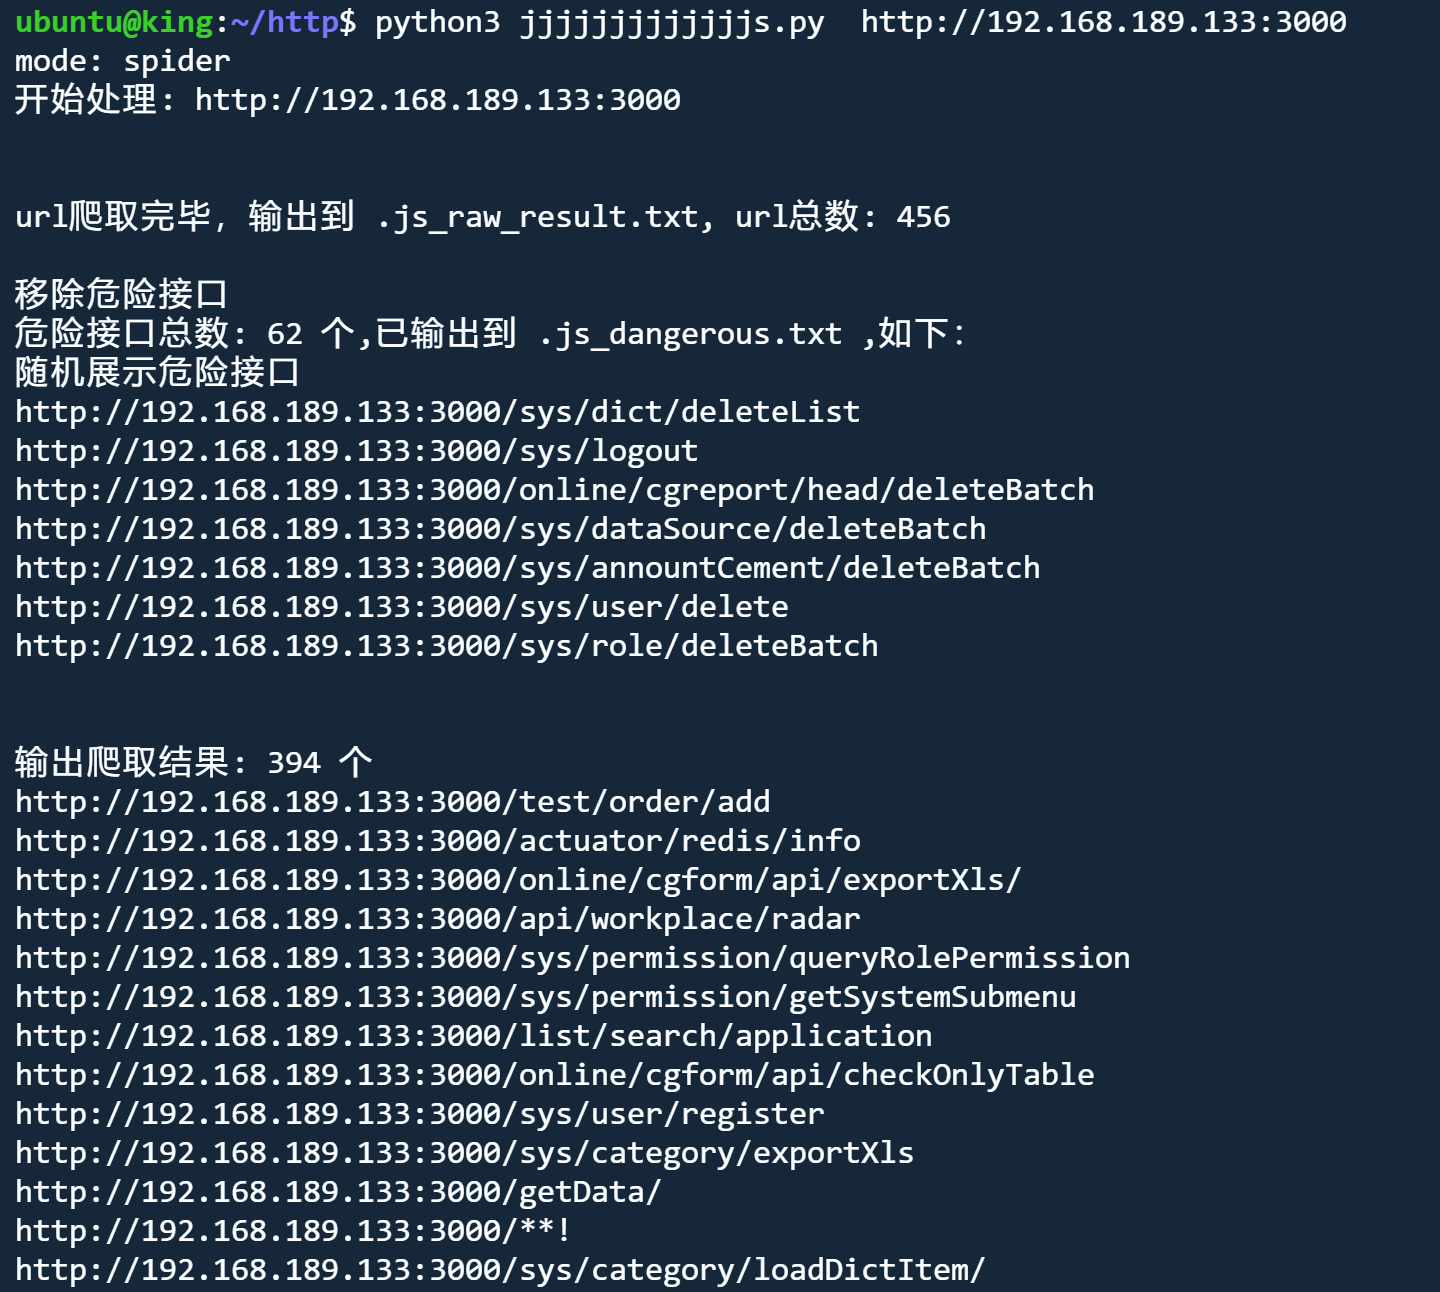 ubuntu@king:~/http$ python3 jjjjjjjjjjjjjs.py  http://192.168.189.133:3000
mode: spider
开始处理: http://192.168.189.133:3000
url爬取完毕, 输出到 .js_raw_result.txt, url总数: 456
移除危险接口
危险接口总数: 62 个,已输出到 .js_dangerous.txt ,如下:
随机展示危险接口
http://192.168.189.133:3000/sys/dict/deleteList
http://192.168.189.133:3000/sys/logout
http://192.168.189.133:3000/online/cgreport/head/deleteBatch
http://192.168.189.133:3000/sys/dataSource/deleteBatch
http://192.168.189.133:3000/sys/annountCement/deleteBatch
http://192.168.189.133:3000/sys/user/delete
http://192.168.189.133:3000/sys/role/deleteBatch
输出爬取结果: 394 个
http://192.168.189.133:3000/test/order/add
http://192.168.189.133:3000/actuator/redis/info
http://192.168.189.133:3000/online/cgform/api/exportXls/
http://192.168.189.133:3000/api/workplace/radar
http://192.168.189.133:3000/sys/permission/queryRolePermission
http://192.168.189.133:3000/sys/permission/getSystemSubmenu
http://192.168.189.133:3000/list/search/application
http://192.168.189.133:3000/online/cgform/api/checkOnlyTable
http://192.168.189.133:3000/sys/user/register
http://192.168.189.133:3000/sys/category/exportXls
http://192.168.189.133:3000/getData/
http://192.168.189.133:3000/**!
http://192.168.189.133:3000/sys/category/loadDictItem/